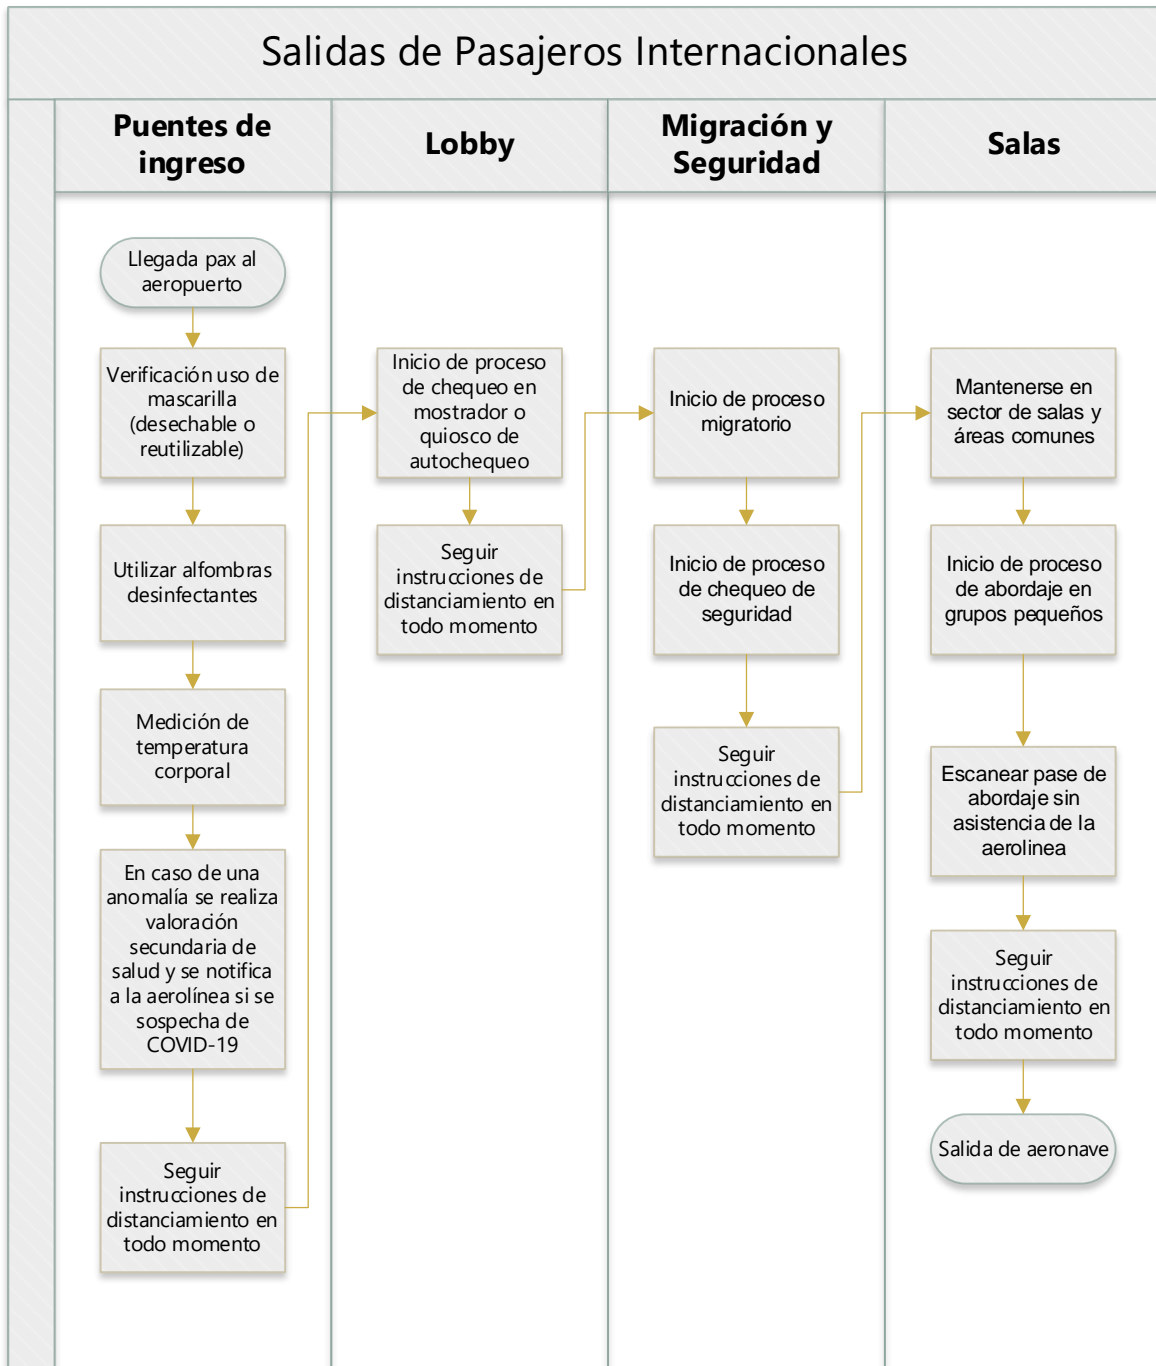 Salidas de Pasajeros Internacionales
Puentes de
ingreso
Lobby
Migración y
Seguridad
Salas
Llegada pax al
aeropuerto
Verificación uso de
mascarilla
(desechable o
reutilizable)
Utilizar alfombras
desinfectantes
Medición de
temperatura
corporal
En caso de una
anomalía se realiza
valoración
secundaria de
salud y se notifica
a la aerolínea si se
sospecha de
COVID-19
Seguir
instrucciones de
distanciamiento en
todo momento
Inicio de proceso
de chequeo en
mostrador o
quiosco de
autochequeo
Seguir
instrucciones de
distanciamiento en
todo momento
Inicio de proceso
migratorio
Inicio de proceso
de chequeo de
seguridad
Seguir
instrucciones de
distanciamiento en
todo momento
Mantenerse en
sector de salas y
áreas comunes
Inicio de proceso
de abordaje en
grupos pequeños
Escanear pase de
abordaje sin
asistencia de la
aerolinea
Seguir
instrucciones de
distanciamiento en
todo momento
Salida de aeronave